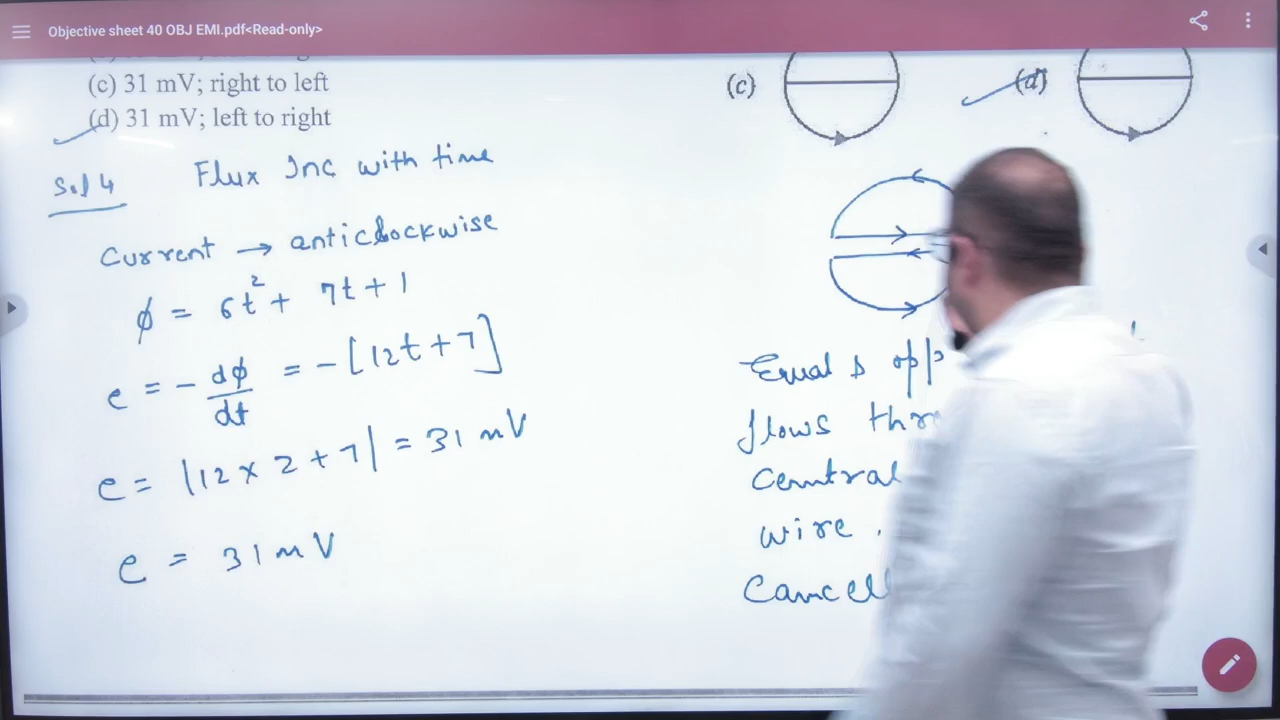 Objective sheet 40 OBJ EMI.pdf<Read-only>
(c) 31 mV; right to left
(d) 31 mV; left to right
Sol 4 Flux Inc with time
Current → anticlockwise
ϕ = 6t² + 7t + 1
e = - dϕ/dt = - [12t + 7]
e = |12 × 2 + 7| = 31 mV
e = 31 mV
(c)
(d)
Equal & opp
flows thro
Central
wire .
Cancell